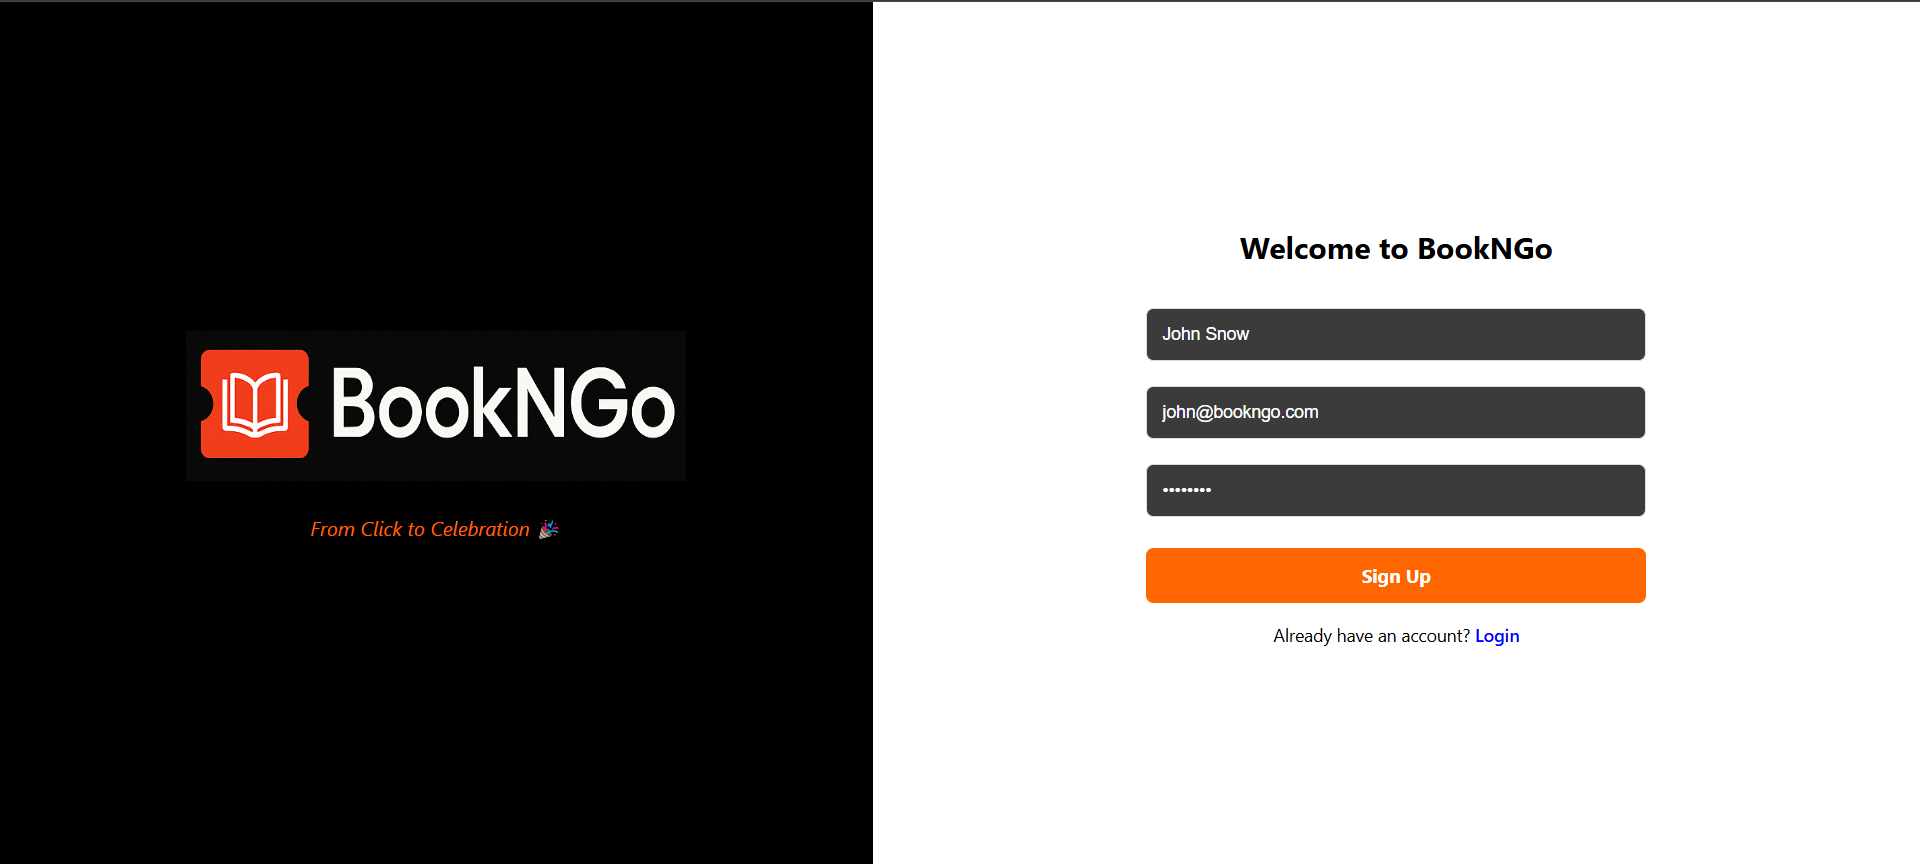 BookNGo
From Click to Celebration 🎉
Welcome to BookNGo
John Snow
john@bookngo.com
••••••••
Sign Up
Already have an account? Login